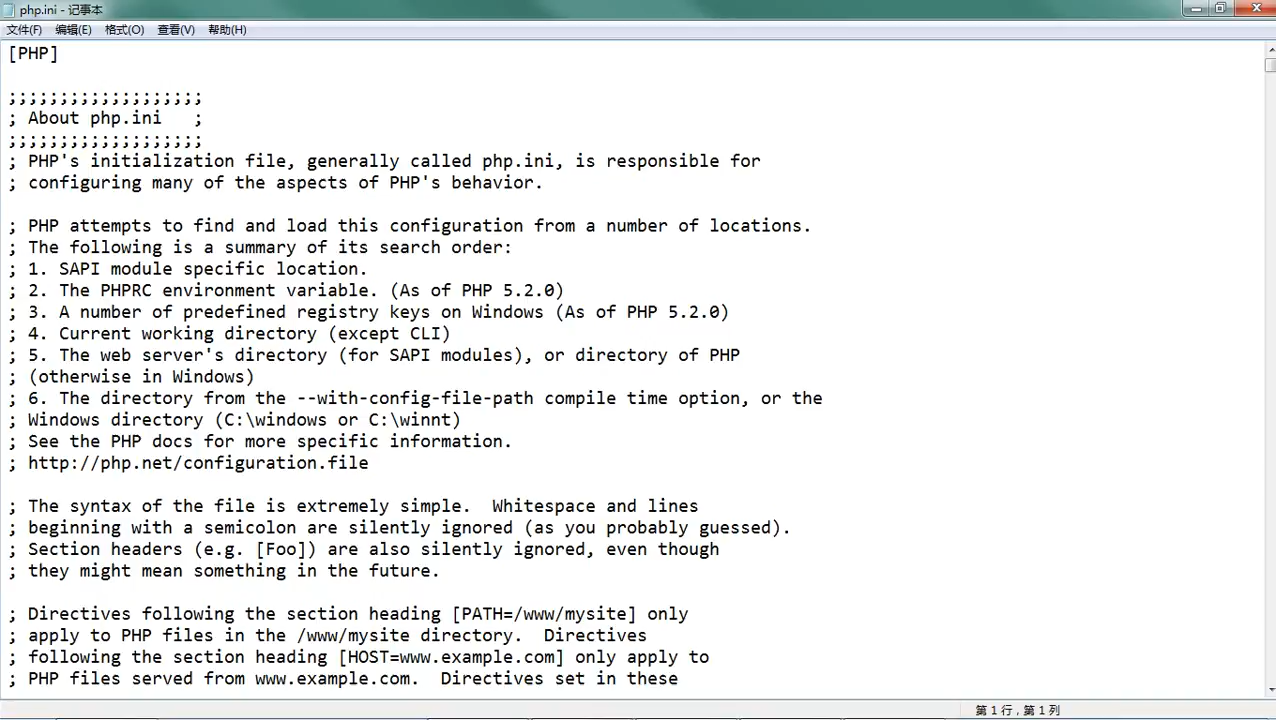 php.ini - 记事本
文件(F) 编辑(E) 格式(O) 查看(V) 帮助(H)
[PHP]
;;;;;;;;;;;;;;;;;;;
; About php.ini   ;
;;;;;;;;;;;;;;;;;;;
; PHP's initialization file, generally called php.ini, is responsible for
; configuring many of the aspects of PHP's behavior.
; PHP attempts to find and load this configuration from a number of locations.
; The following is a summary of its search order:
; 1. SAPI module specific location.
; 2. The PHPRC environment variable. (As of PHP 5.2.0)
; 3. A number of predefined registry keys on Windows (As of PHP 5.2.0)
; 4. Current working directory (except CLI)
; 5. The web server's directory (for SAPI modules), or directory of PHP
; (otherwise in Windows)
; 6. The directory from the --with-config-file-path compile time option, or the
; Windows directory (C:\windows or C:\winnt)
; See the PHP docs for more specific information.
; http://php.net/configuration.file
; The syntax of the file is extremely simple.  Whitespace and lines
; beginning with a semicolon are silently ignored (as you probably guessed).
; Section headers (e.g. [Foo]) are also silently ignored, even though
; they might mean something in the future.
; Directives following the section heading [PATH=/www/mysite] only
; apply to PHP files in the /www/mysite directory.  Directives
; following the section heading [HOST=www.example.com] only apply to
; PHP files served from www.example.com.  Directives set in these
第 1 行，第 1 列